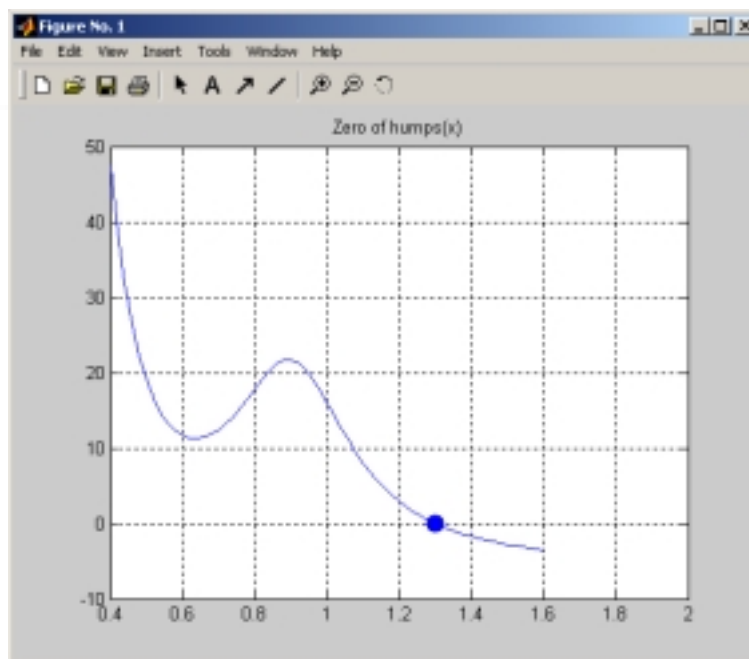 Figure No. 1
File Edit View Insert Tools Window Help
A
Zero of humps(x)
50
40
30
20
10
0
-10
0.4 0.6 0.8 1 1.2 1.4 1.6 1.8 2